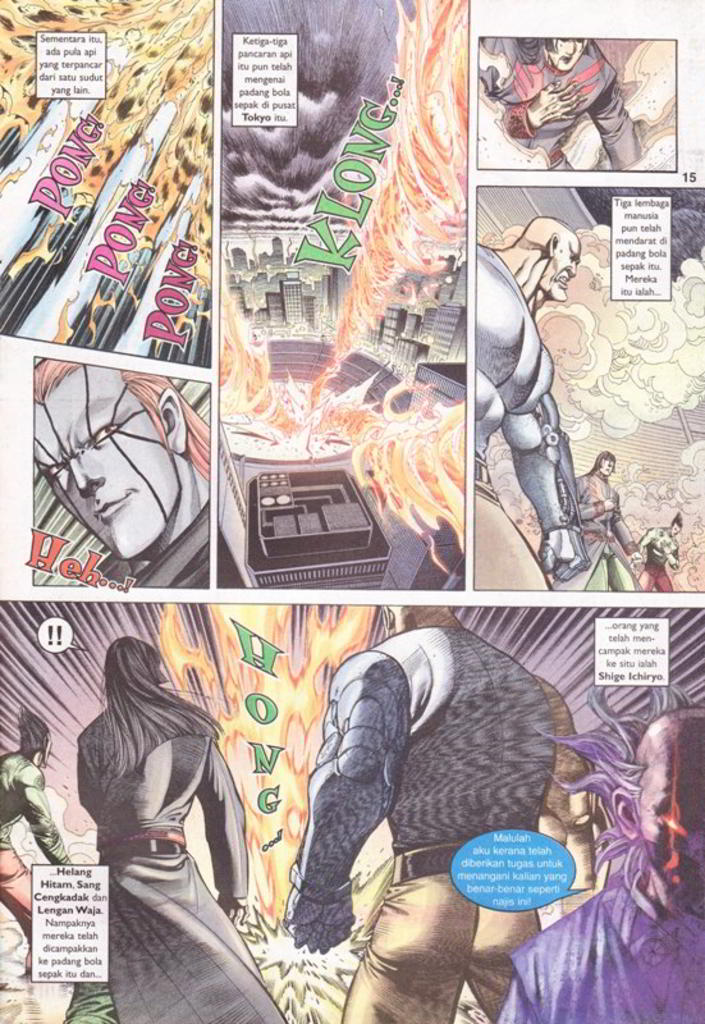 Sementara itu,
ada pula api
yang terpancar
dari satu sudut
yang lain.
PONG!
PONG!
PONG!
Ketiga-tiga
pancaran api
itu pun telah
mengenai
padang bola
sepak di pusat
Tokyo itu.
KLONG...!
15
Tiga lembaga
manusia
pun telah
mendarat di
padang bola
sepak itu.
Mereka
itu ialah...
Heh...!
!!
HONG...!
...orang yang
telah men-
campak mereka
ke situ ialah
Shige Ichiryo.
...Helang
Hitam, Sang
Cengkadak dan
Lengan Waja.
Nampaknya
mereka telah
dicampakkan
ke padang bola
sepak itu dan...
Malulah
aku kerana telah
diberikan tugas untuk
menangani kalian yang
benar-benar seperti
najis ini!